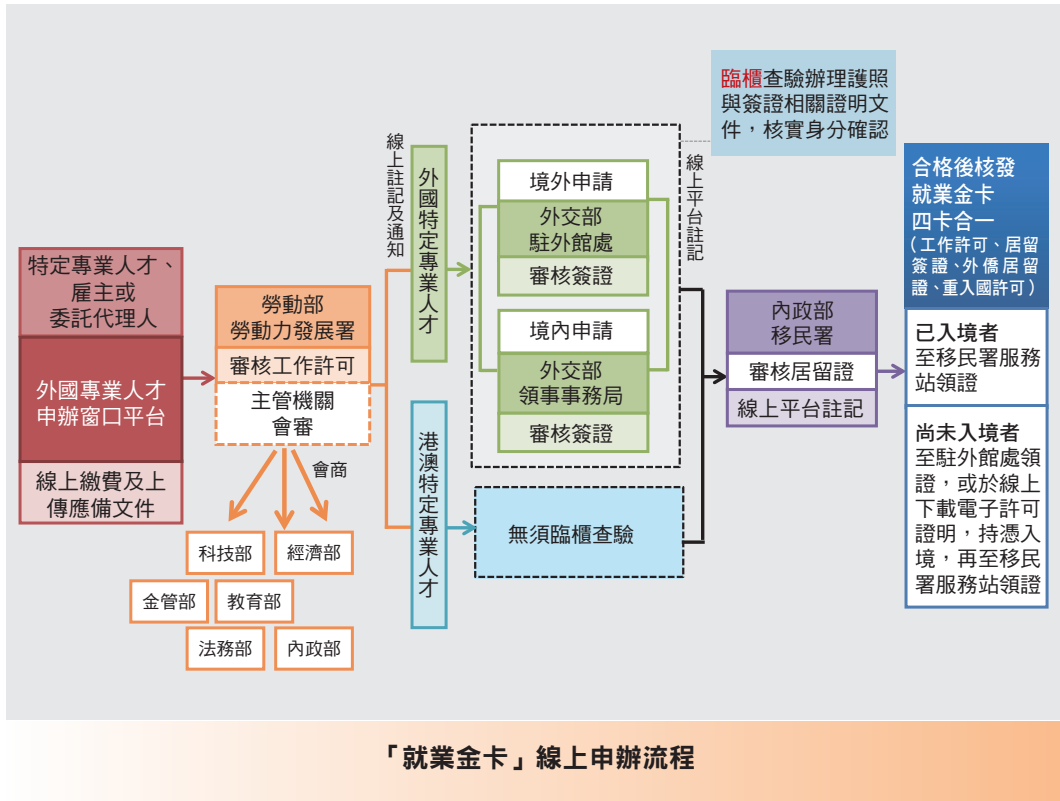 特定專業人才、
雇主或
委託代理人
外國專業人才
申辦窗口平台
線上繳費及上
傳應備文件
勞動部
勞動力發展署
審核工作許可
主管機關
會審
會商
科技部
經濟部
金管部
教育部
法務部
內政部
線上註記及通知
外國特定專業人才
港澳特定專業人才
境外申請
外交部
駐外館處
審核簽證
境內申請
外交部
領事事務局
審核簽證
無須臨櫃查驗
臨櫃查驗辦理護照
與簽證相關證明文
件，核實身分確認
線上平台註記
內政部
移民署
審核居留證
線上平台註記
合格後核發
就業金卡
四卡合一
（工作許可、居留
簽證、外僑居留
證、重入國許可）
已入境者
至移民署服務
站領證
尚未入境者
至駐外館處領
證，或於線上
下載電子許可
證明，持憑入
境，再至移民
署服務站領證
「就業金卡」線上申辦流程